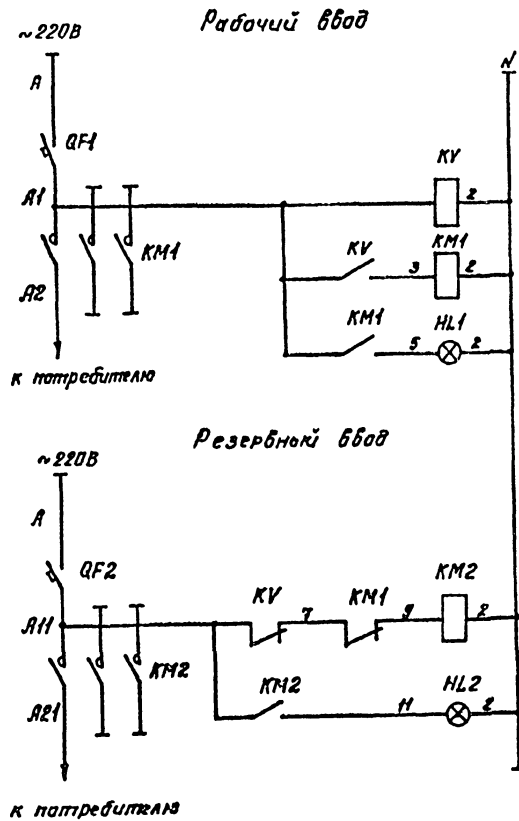 Рабочий ввод
~220В
N
A
QF1
KV
A1
2
KM1
KV
KM1
3
2
A2
KM1
HL1
5
2
к потребителю
Резервный ввод
~220В
A
QF2
KV
KM1
KM2
7
9
2
A11
KM2
KM2
HL2
A21
11
2
к потребителю